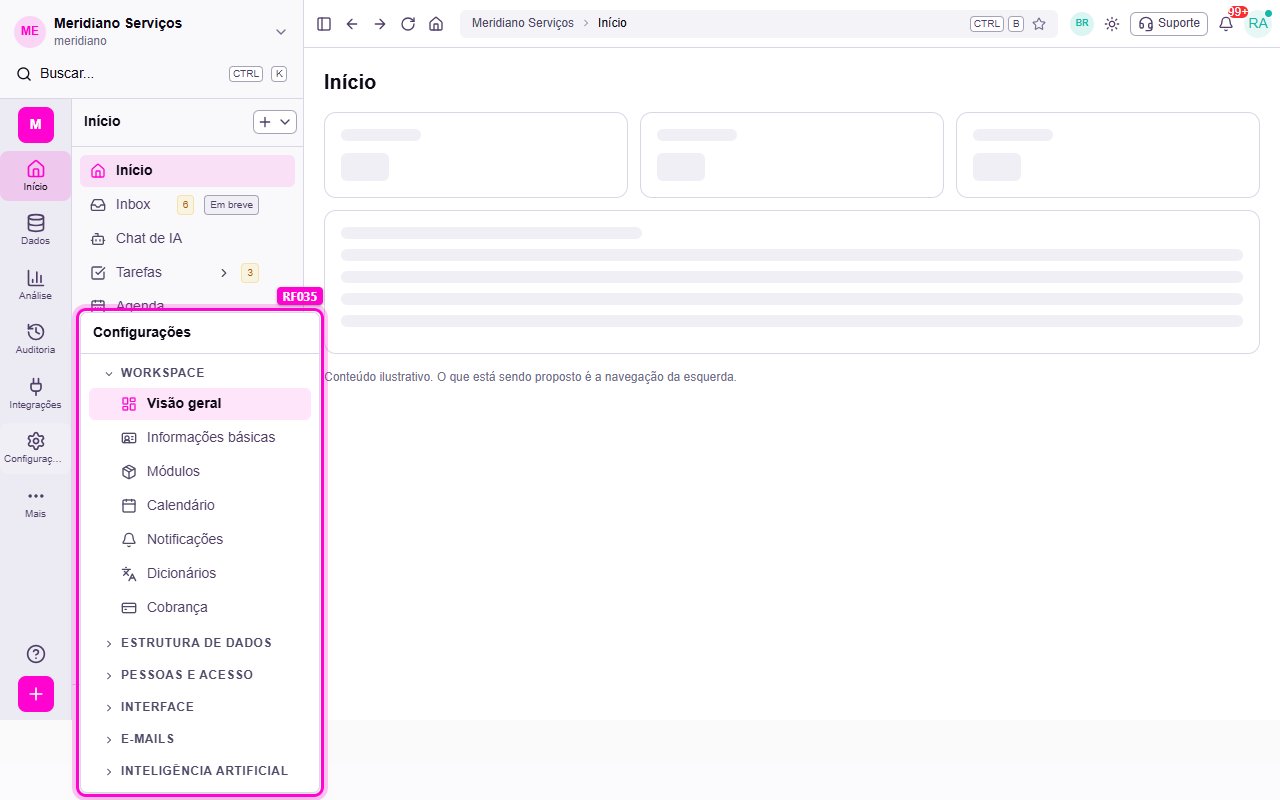 ME
Meridiano Serviços
meridiano
Buscar...
CTRL K
Meridiano Serviços > Início
CTRL B
BR
Suporte
99+
RA
M
Início
Dados
Análise
Auditoria
Integrações
Configuraç...
Mais
Início
Início
Inbox 6 Em breve
Chat de IA
Tarefas 3
Agenda
RF035
Configurações
WORKSPACE
Visão geral
Informações básicas
Módulos
Calendário
Notificações
Dicionários
Cobrança
ESTRUTURA DE DADOS
PESSOAS E ACESSO
INTERFACE
E-MAILS
INTELIGÊNCIA ARTIFICIAL
Início
Conteúdo ilustrativo. O que está sendo proposto é a navegação da esquerda.